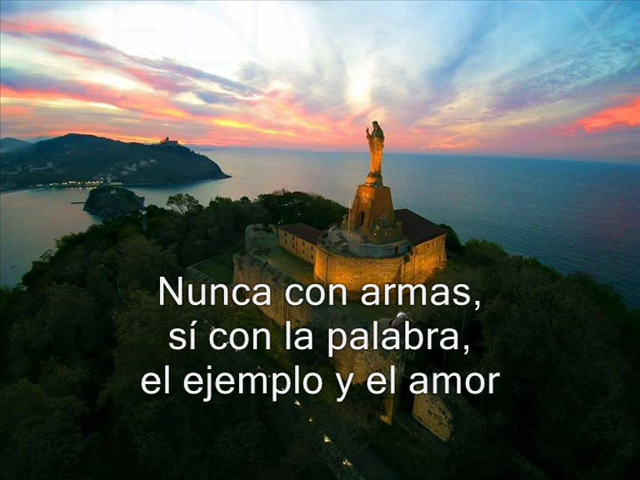 Nunca con armas,
sí con la palabra,
el ejemplo y el amor